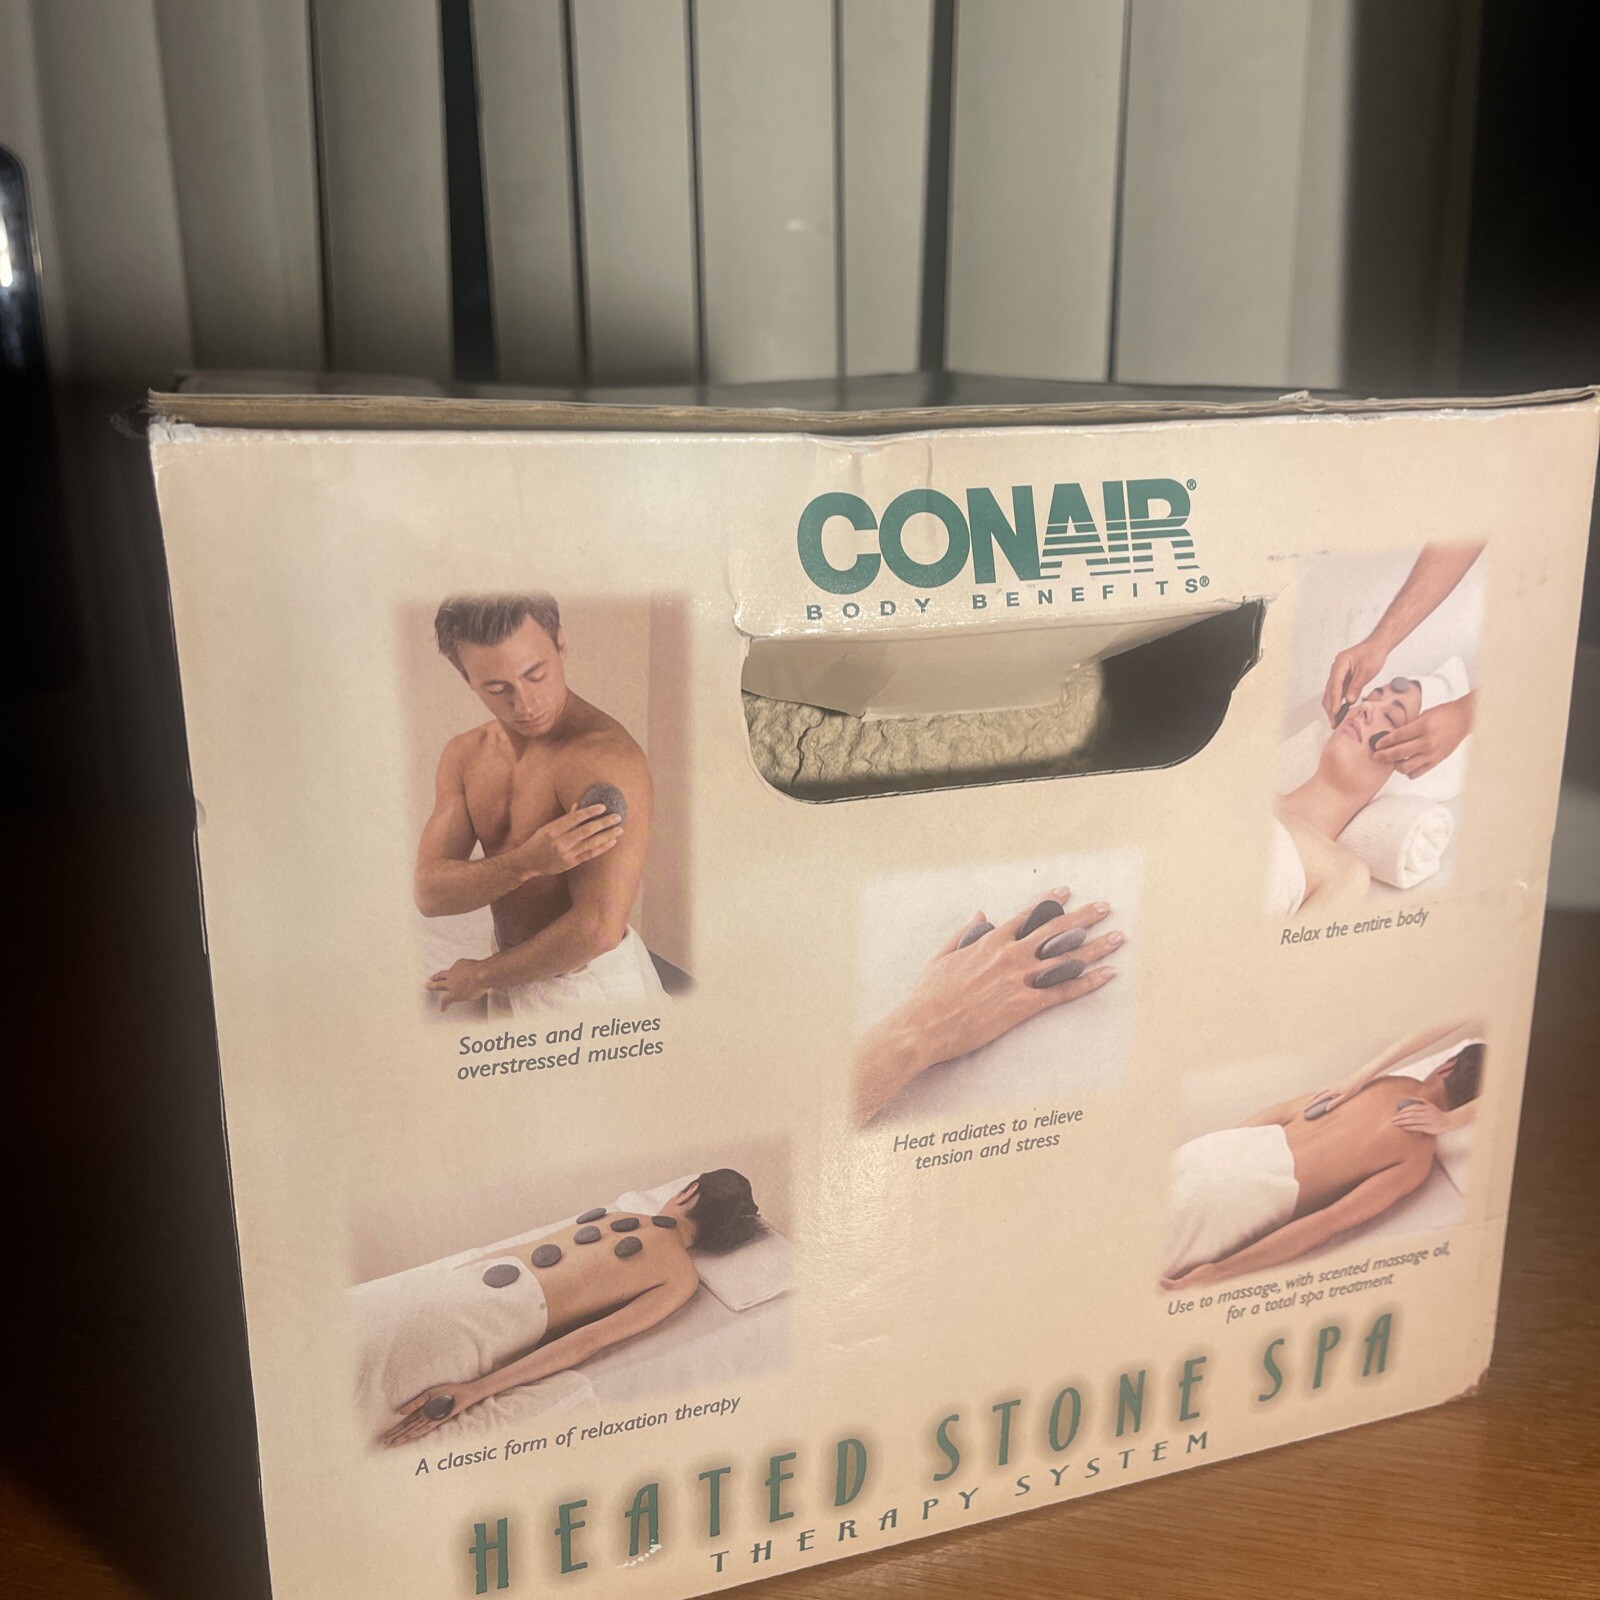 CONAIR®
BODY BENEFITS®
Soothes and relieves
overstressed muscles
Relax the entire body
Heat radiates to relieve
tension and stress
Use to massage, with scented massage oil,
for a total spa treatment
A classic form of relaxation therapy
HEATED STONE SPA
THERAPY SYSTEM